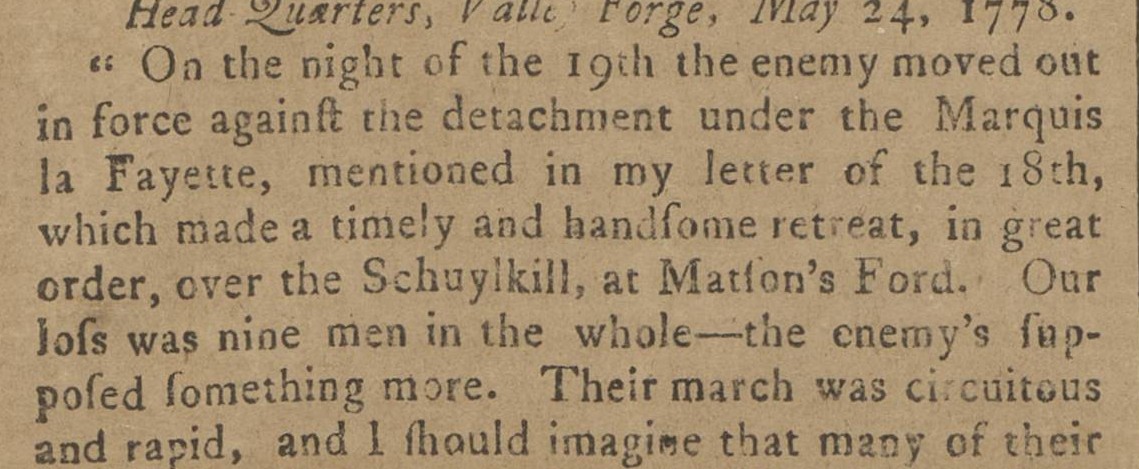 Head-Quarters, Valley Forge, May 24, 1778.
“ On the night of the 19th the enemy moved out
in force againſt the detachment under the Marquis
la Fayette, mentioned in my letter of the 18th,
which made a timely and handſome retreat, in great
order, over the Schuylkill, at Matſon's Ford. Our
loſs was nine men in the whole—the enemy's ſup-
poſed ſomething more. Their march was circuitous
and rapid, and I ſhould imagine that many of their